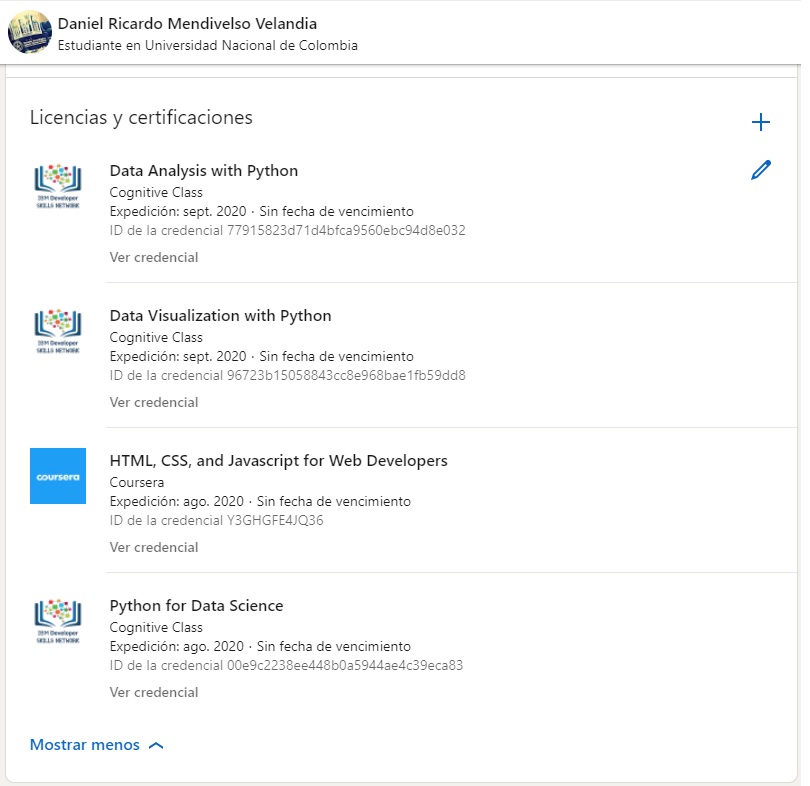 Daniel Ricardo Mendivelso Velandia
Estudiante en Universidad Nacional de Colombia
Licencias y certificaciones
IBM Developer
SKILLS NETWORK
Data Analysis with Python
Cognitive Class
Expedición: sept. 2020 · Sin fecha de vencimiento
ID de la credencial 77915823d71d4bfca9560ebc94d8e032
Ver credencial
IBM Developer
SKILLS NETWORK
Data Visualization with Python
Cognitive Class
Expedición: sept. 2020 · Sin fecha de vencimiento
ID de la credencial 96723b15058843cc8e968bae1fb59dd8
Ver credencial
coursera
HTML, CSS, and Javascript for Web Developers
Coursera
Expedición: ago. 2020 · Sin fecha de vencimiento
ID de la credencial Y3GHGFE4JQ36
Ver credencial
IBM Developer
SKILLS NETWORK
Python for Data Science
Cognitive Class
Expedición: ago. 2020 · Sin fecha de vencimiento
ID de la credencial 00e9c2238ee448b0a5944ae4c39eca83
Ver credencial
Mostrar menos